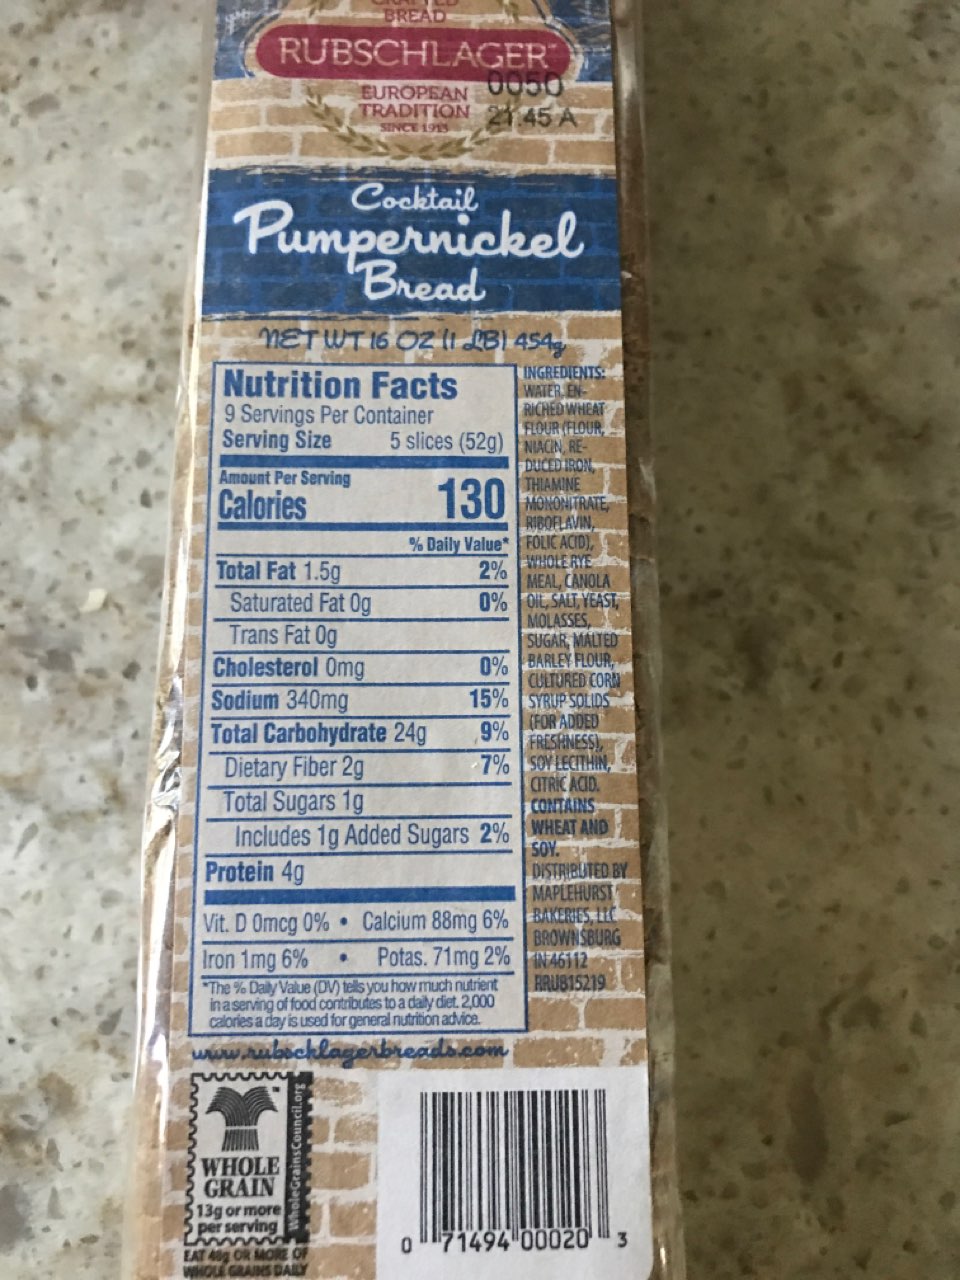 CRAFTED
BREAD
RUBSCHLAGER™
0050
EUROPEAN
TRADITION
21:45 A
SINCE 1913
Cocktail
Pumpernickel
Bread
NET WT 16 OZ (1 LB) 454g
Nutrition Facts
9 Servings Per Container
Serving Size 5 slices (52g)
Amount Per Serving
Calories 130
% Daily Value*
Total Fat 1.5g 2%
Saturated Fat 0g 0%
Trans Fat 0g
Cholesterol 0mg 0%
Sodium 340mg 15%
Total Carbohydrate 24g 9%
Dietary Fiber 2g 7%
Total Sugars 1g
Includes 1g Added Sugars 2%
Protein 4g
Vit. D 0mcg 0% • Calcium 88mg 6%
Iron 1mg 6% • Potas. 71mg 2%
*The % Daily Value (DV) tells you how much nutrient
in a serving of food contributes to a daily diet. 2,000
calories a day is used for general nutrition advice.
INGREDIENTS:
WATER, EN-
RICHED WHEAT
FLOUR (FLOUR,
NIACIN, RE-
DUCED IRON,
THIAMINE
MONONITRATE,
RIBOFLAVIN,
FOLIC ACID),
WHOLE RYE
MEAL, CANOLA
OIL, SALT, YEAST,
MOLASSES,
SUGAR, MALTED
BARLEY FLOUR,
CULTURED CORN
SYRUP SOLIDS
(FOR ADDED
FRESHNESS),
SOY LECITHIN,
CITRIC ACID.
CONTAINS
WHEAT AND
SOY.
DISTRIBUTED BY
MAPLEHURST
BAKERIES, LLC
BROWNSBURG
IN 46112
RRUB15219
www.rubschlagerbreads.com
WHOLE
GRAIN
13g or more
per serving
WholeGrainsCouncil.org
EAT 48g OR MORE OF
WHOLE GRAINS DAILY
0 71494 00020 3